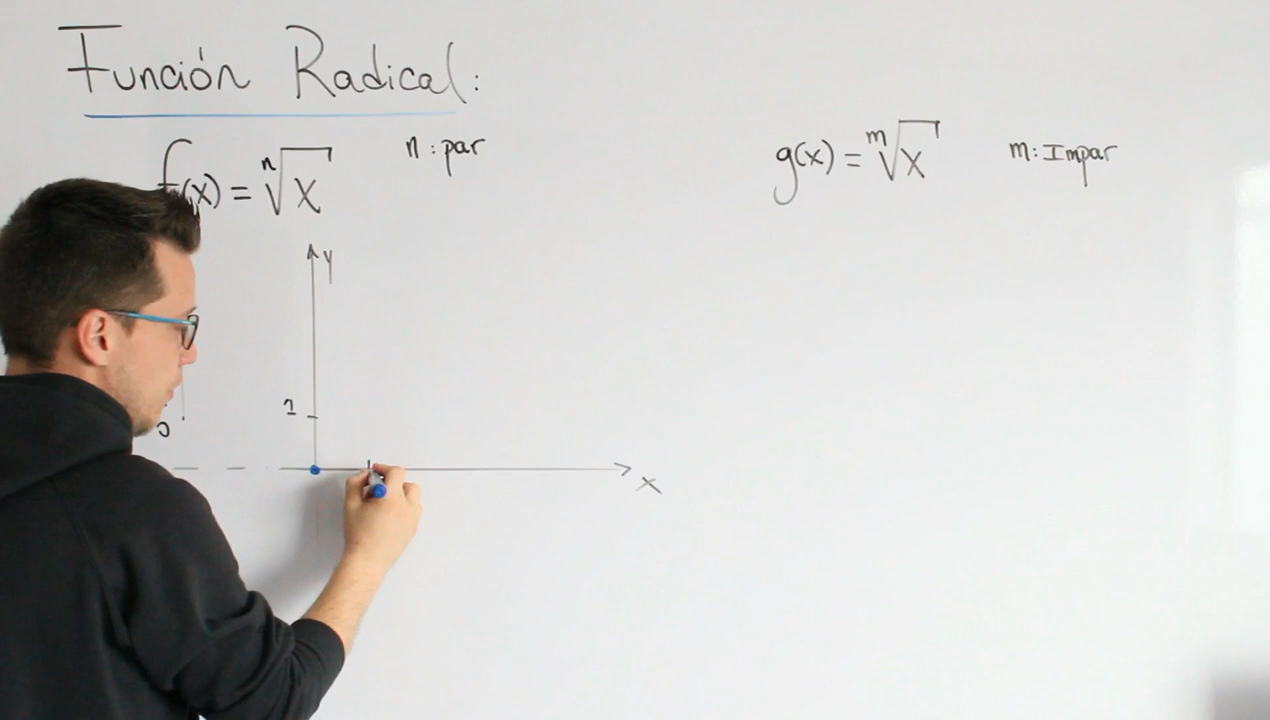 Función Radical:
f(x) = ⁿ√x n : par
g(x) = ᵐ√x m: Impar
y
1
x